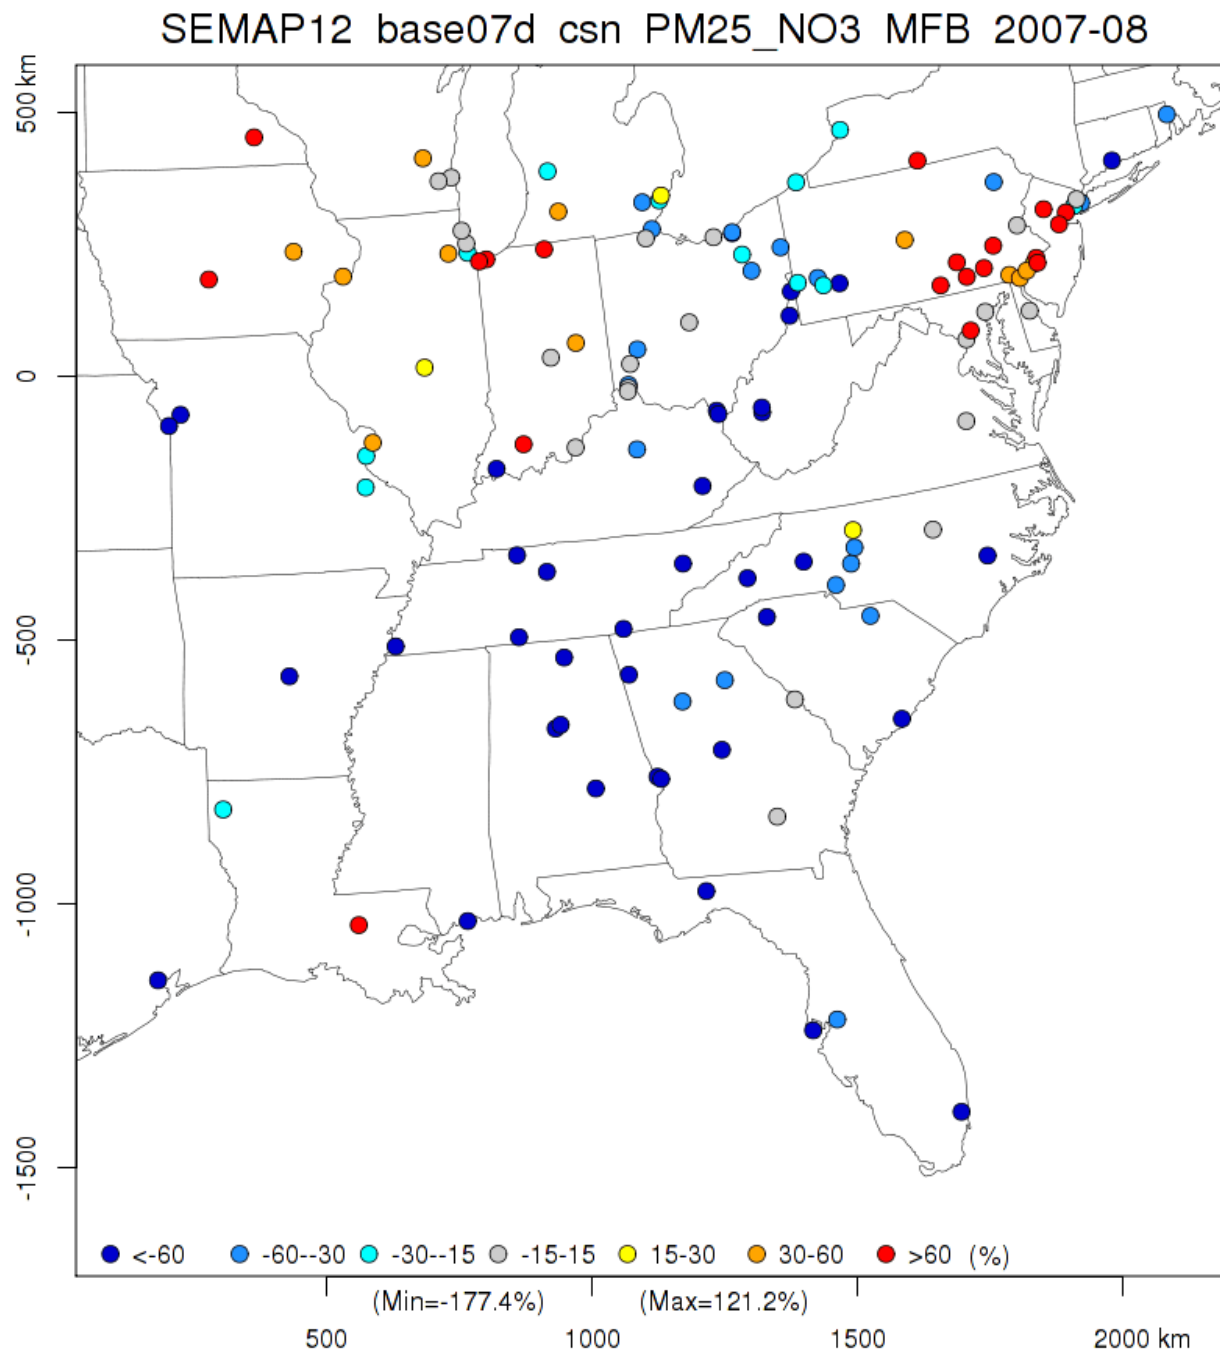 SEMAP12 base07d csn PM25_NO3 MFB 2007-08
500 km
0
-500
-1000
-1500
<-60 -60--30 -30--15 -15-15 15-30 30-60 >60 (%)
(Min=-177.4%) (Max=121.2%)
500 1000 1500 2000 km